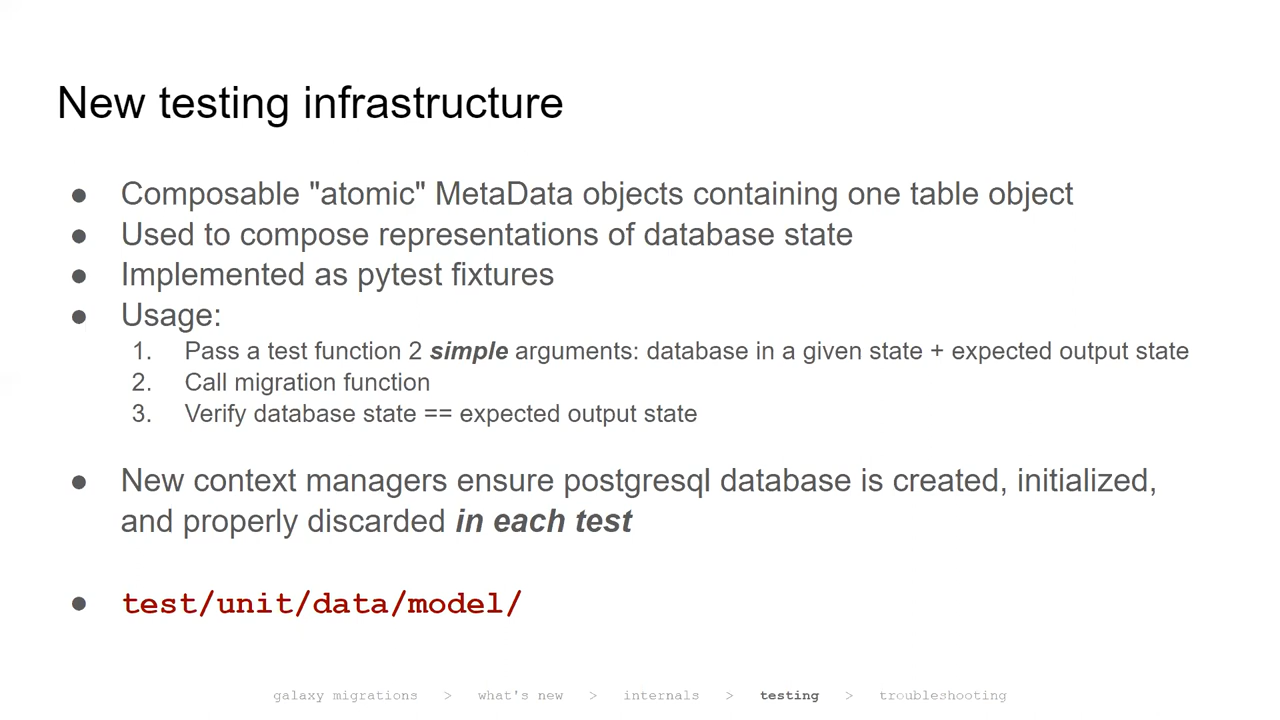 New testing infrastructure
● Composable "atomic" MetaData objects containing one table object
● Used to compose representations of database state
● Implemented as pytest fixtures
● Usage:
1. Pass a test function 2 simple arguments: database in a given state + expected output state
2. Call migration function
3. Verify database state == expected output state
● New context managers ensure postgresql database is created, initialized,
and properly discarded in each test
● test/unit/data/model/
galaxy migrations > what's new > internals > testing > troubleshooting